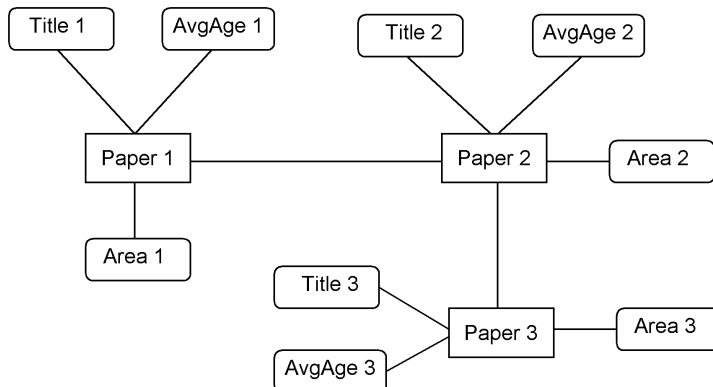 Title 1
AvgAge 1
Title 2
AvgAge 2
Paper 1
Paper 2
Area 2
Area 1
Title 3
Paper 3
Area 3
AvgAge 3